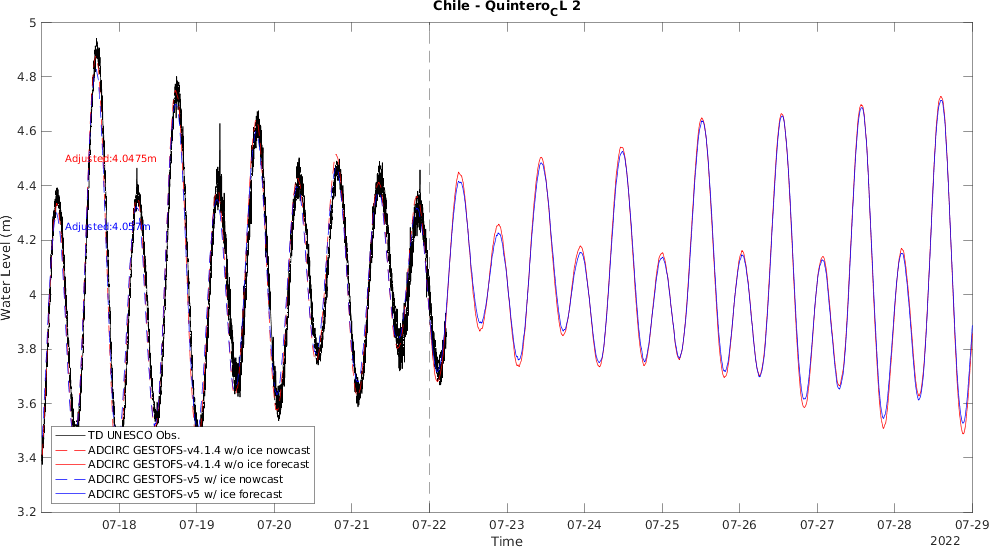 Chile - Quintero_CL 2
Water Level (m)
5
4.8
4.6
4.4
4.2
4
3.8
3.6
3.4
3.2
Adjusted:4.0475m
Adjusted:4.057m
TD UNESCO Obs.
ADCIRC GESTOFS-v4.1.4 w/o ice nowcast
ADCIRC GESTOFS-v4.1.4 w/o ice forecast
ADCIRC GESTOFS-v5 w/ ice nowcast
ADCIRC GESTOFS-v5 w/ ice forecast
07-18 07-19 07-20 07-21 07-22 07-23 07-24 07-25 07-26 07-27 07-28 07-29
Time
2022